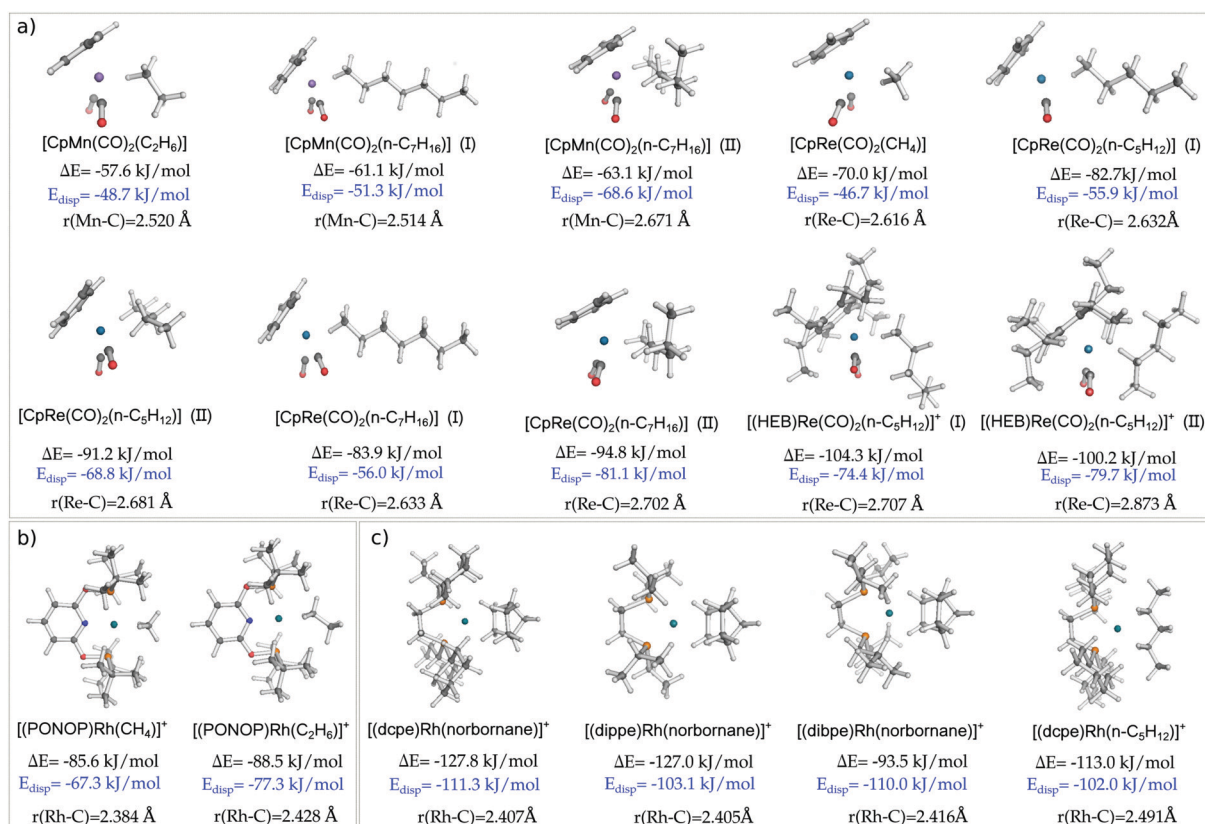 a)
[CpMn(CO)2(C2H6)]
ΔE= -57.6 kJ/mol
Edisp= -48.7 kJ/mol
r(Mn-C)=2.520 Å
[CpMn(CO)2(n-C7H16)] (I)
ΔE= -61.1 kJ/mol
Edisp= -51.3 kJ/mol
r(Mn-C)=2.514 Å
[CpMn(CO)2(n-C7H16)] (II)
ΔE= -63.1 kJ/mol
Edisp= -68.6 kJ/mol
r(Mn-C)=2.671 Å
[CpRe(CO)2(CH4)]
ΔE= -70.0 kJ/mol
Edisp= -46.7 kJ/mol
r(Re-C)=2.616 Å
[CpRe(CO)2(n-C5H12)] (I)
ΔE= -82.7kJ/mol
Edisp= -55.9 kJ/mol
r(Re-C)= 2.632Å
[CpRe(CO)2(n-C5H12)] (II)
ΔE= -91.2 kJ/mol
Edisp= -68.8 kJ/mol
r(Re-C)=2.681 Å
[CpRe(CO)2(n-C7H16)] (I)
ΔE= -83.9 kJ/mol
Edisp= -56.0 kJ/mol
r(Re-C)=2.633 Å
[CpRe(CO)2(n-C7H16)] (II)
ΔE= -94.8 kJ/mol
Edisp= -81.1 kJ/mol
r(Re-C)=2.702 Å
[(HEB)Re(CO)2(n-C5H12)]+ (I)
ΔE= -104.3 kJ/mol
Edisp= -74.4 kJ/mol
r(Re-C)=2.707 Å
[(HEB)Re(CO)2(n-C5H12)]+ (II)
ΔE= -100.2 kJ/mol
Edisp= -79.7 kJ/mol
r(Re-C)=2.873 Å
b)
[(PONOP)Rh(CH4)]+
ΔE= -85.6 kJ/mol
Edisp= -67.3 kJ/mol
r(Rh-C)=2.384 Å
[(PONOP)Rh(C2H6)]+
ΔE= -88.5 kJ/mol
Edisp= -77.3 kJ/mol
r(Rh-C)=2.428 Å
c)
[(dcpe)Rh(norbornane)]+
ΔE= -127.8 kJ/mol
Edisp= -111.3 kJ/mol
r(Rh-C)=2.407Å
[(dippe)Rh(norbornane)]+
ΔE= -127.0 kJ/mol
Edisp= -103.1 kJ/mol
r(Rh-C)=2.405Å
[(dibpe)Rh(norbornane)]+
ΔE= -93.5 kJ/mol
Edisp= -110.0 kJ/mol
r(Rh-C)=2.416 Å
[(dcpe)Rh(n-C5H12)]+
ΔE= -113.0 kJ/mol
Edisp= -102.0 kJ/mol
r(Rh-C)=2.491Å